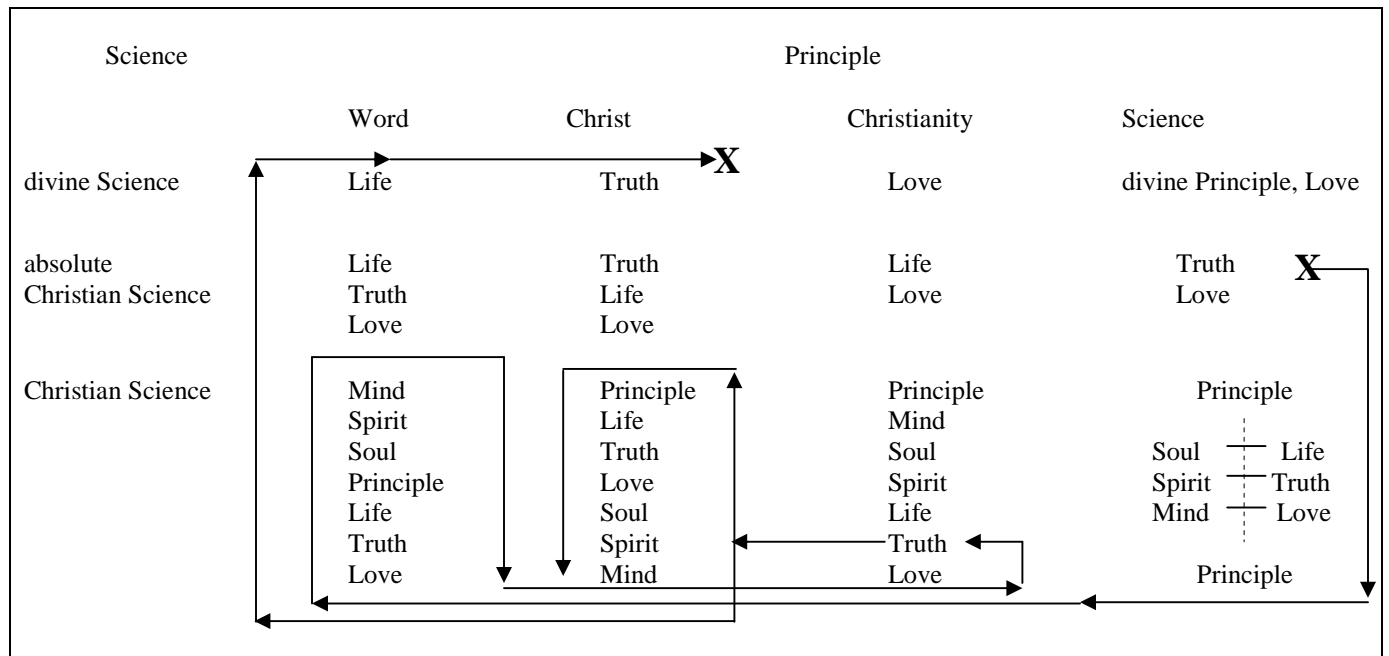 Science Principle
Word Christ Christianity Science
X
divine Science Life Truth Love divine Principle, Love
absolute Life Truth Life Truth X
Christian Science Truth Life Love Love
Love Love
Christian Science Mind Principle Principle Principle
Spirit Life Mind
Soul Truth Soul Soul Life
Principle Love Spirit Spirit Truth
Life Soul Life Mind Love
Truth Spirit Truth
Love Mind Love Principle